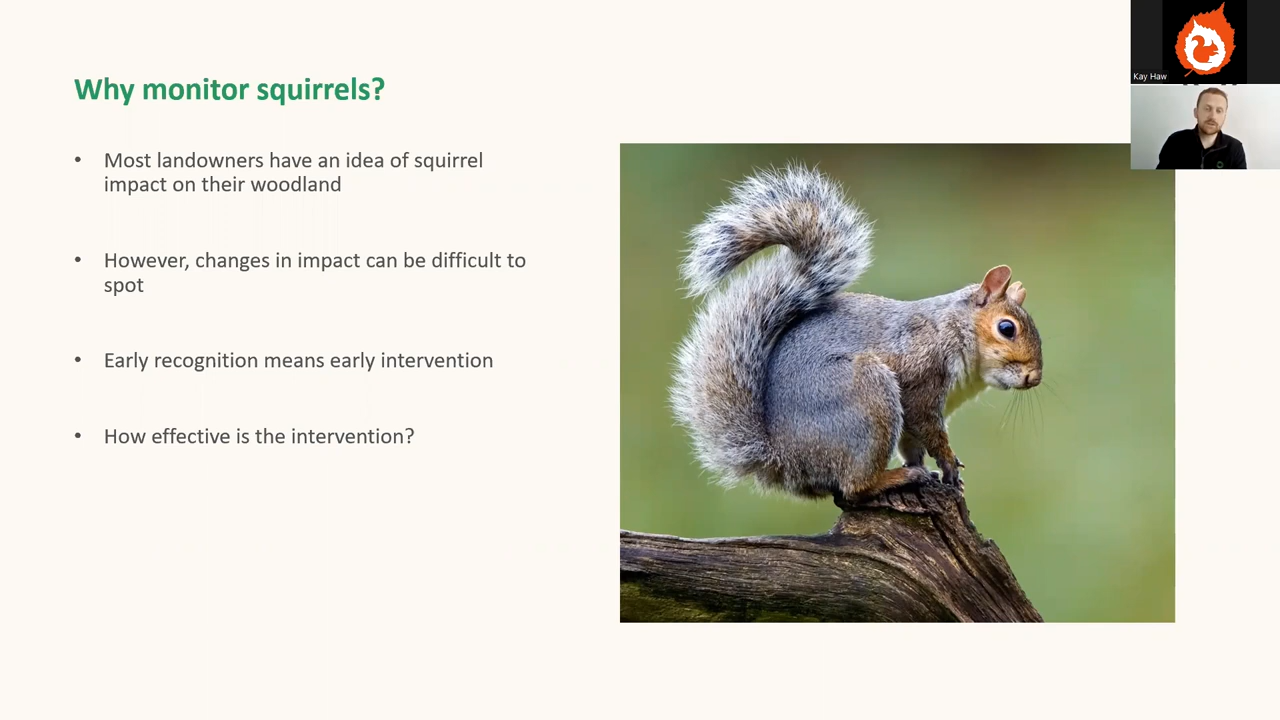 Why monitor squirrels?
Kay Haw
• Most landowners have an idea of squirrel
impact on their woodland
• However, changes in impact can be difficult to
spot
• Early recognition means early intervention
• How effective is the intervention?